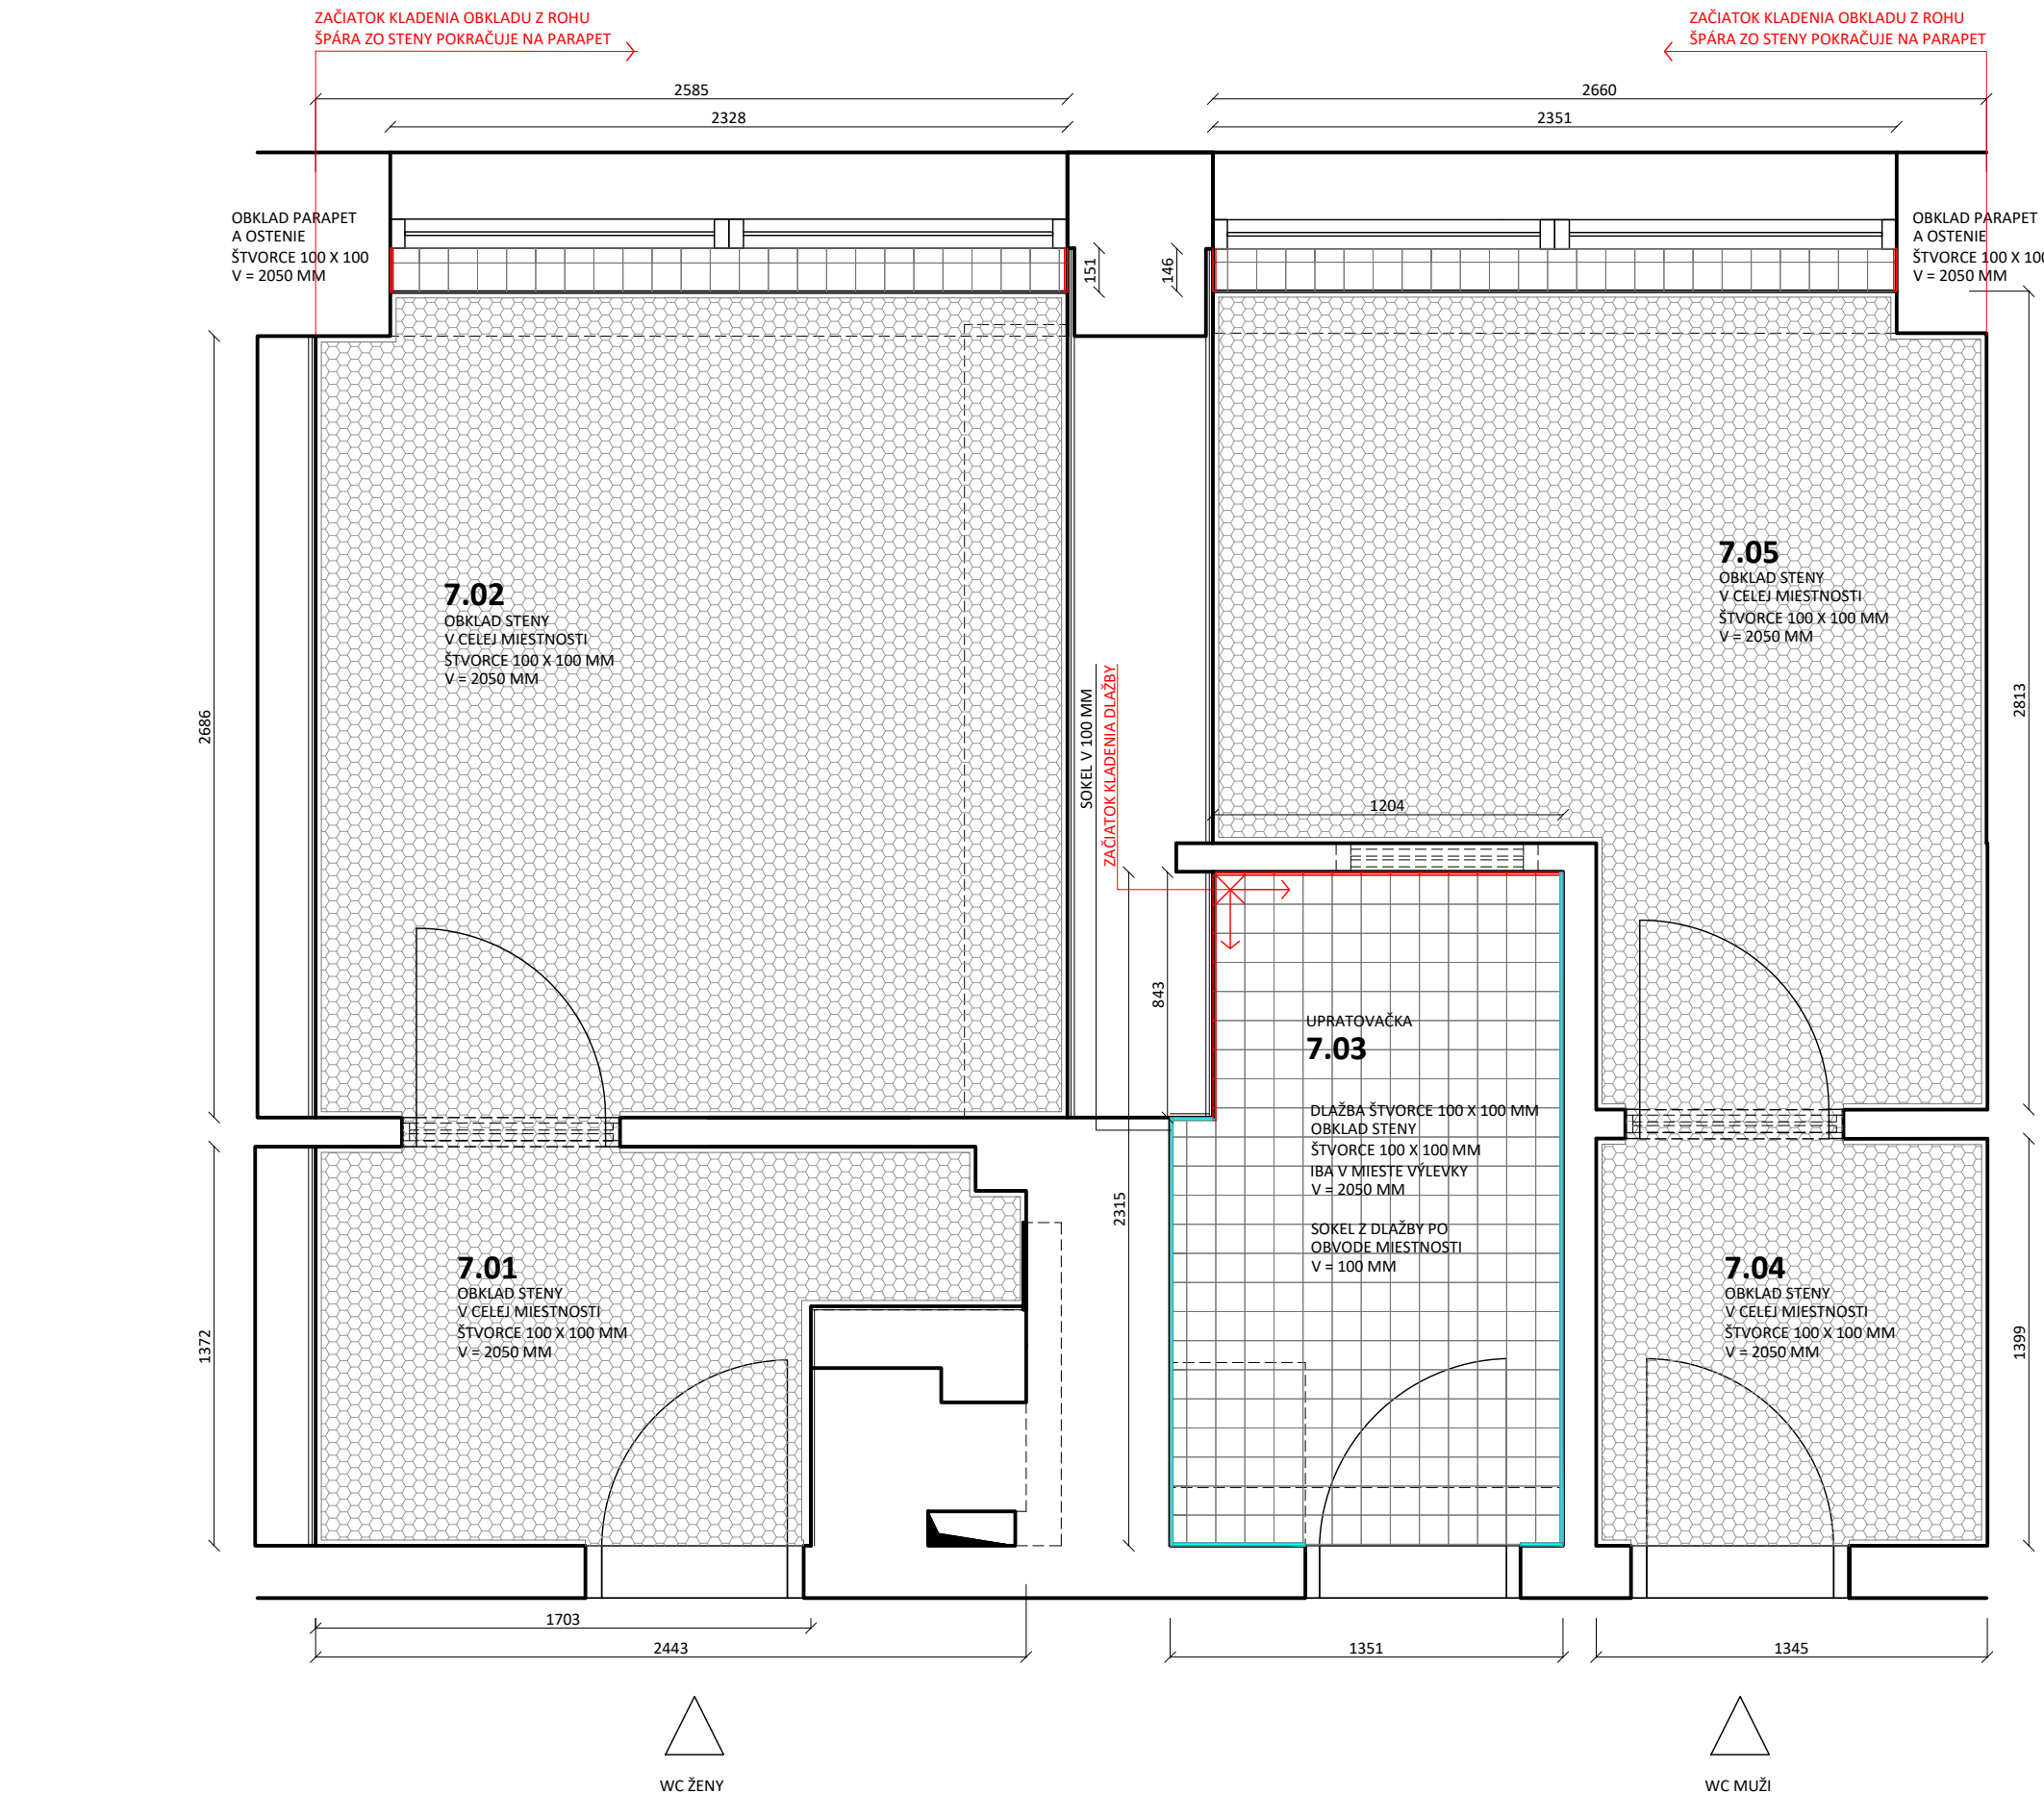 ZAČIATOK KLADENIA OBKLADU Z ROHU
ŠPÁRA ZO STENY POKRAČUJE NA PARAPET
ZAČIATOK KLADENIA OBKLADU Z ROHU
ŠPÁRA ZO STENY POKRAČUJE NA PARAPET
2585
2660
2328
2351
OBKLAD PARAPET
A OSTENIE
ŠTVORCE 100 X 100
V = 2050 MM
151
146
OBKLAD PARAPET
A OSTENIE
ŠTVORCE 100 X 100
V = 2050 MM
7.02
OBKLAD STENY
V CELEJ MIESTNOSTI
ŠTVORCE 100 X 100 MM
V = 2050 MM
7.05
OBKLAD STENY
V CELEJ MIESTNOSTI
ŠTVORCE 100 X 100 MM
V = 2050 MM
2686
SOKEL V 100 MM
ZAČIATOK KLADENIA DLAŽBY
2813
1204
843
UPRATOVAČKA
7.03
DLAŽBA ŠTVORCE 100 X 100 MM
OBKLAD STENY
ŠTVORCE 100 X 100 MM
IBA V MIESTE VÝLEVKY
V = 2050 MM
SOKEL Z DLAŽBY PO
OBVODE MIESTNOSTI
V = 100 MM
2315
7.01
OBKLAD STENY
V CELEJ MIESTNOSTI
ŠTVORCE 100 X 100 MM
V = 2050 MM
7.04
OBKLAD STENY
V CELEJ MIESTNOSTI
ŠTVORCE 100 X 100 MM
V = 2050 MM
1372
1399
1703
2443
1351
1345
WC ŽENY
WC MUŽI